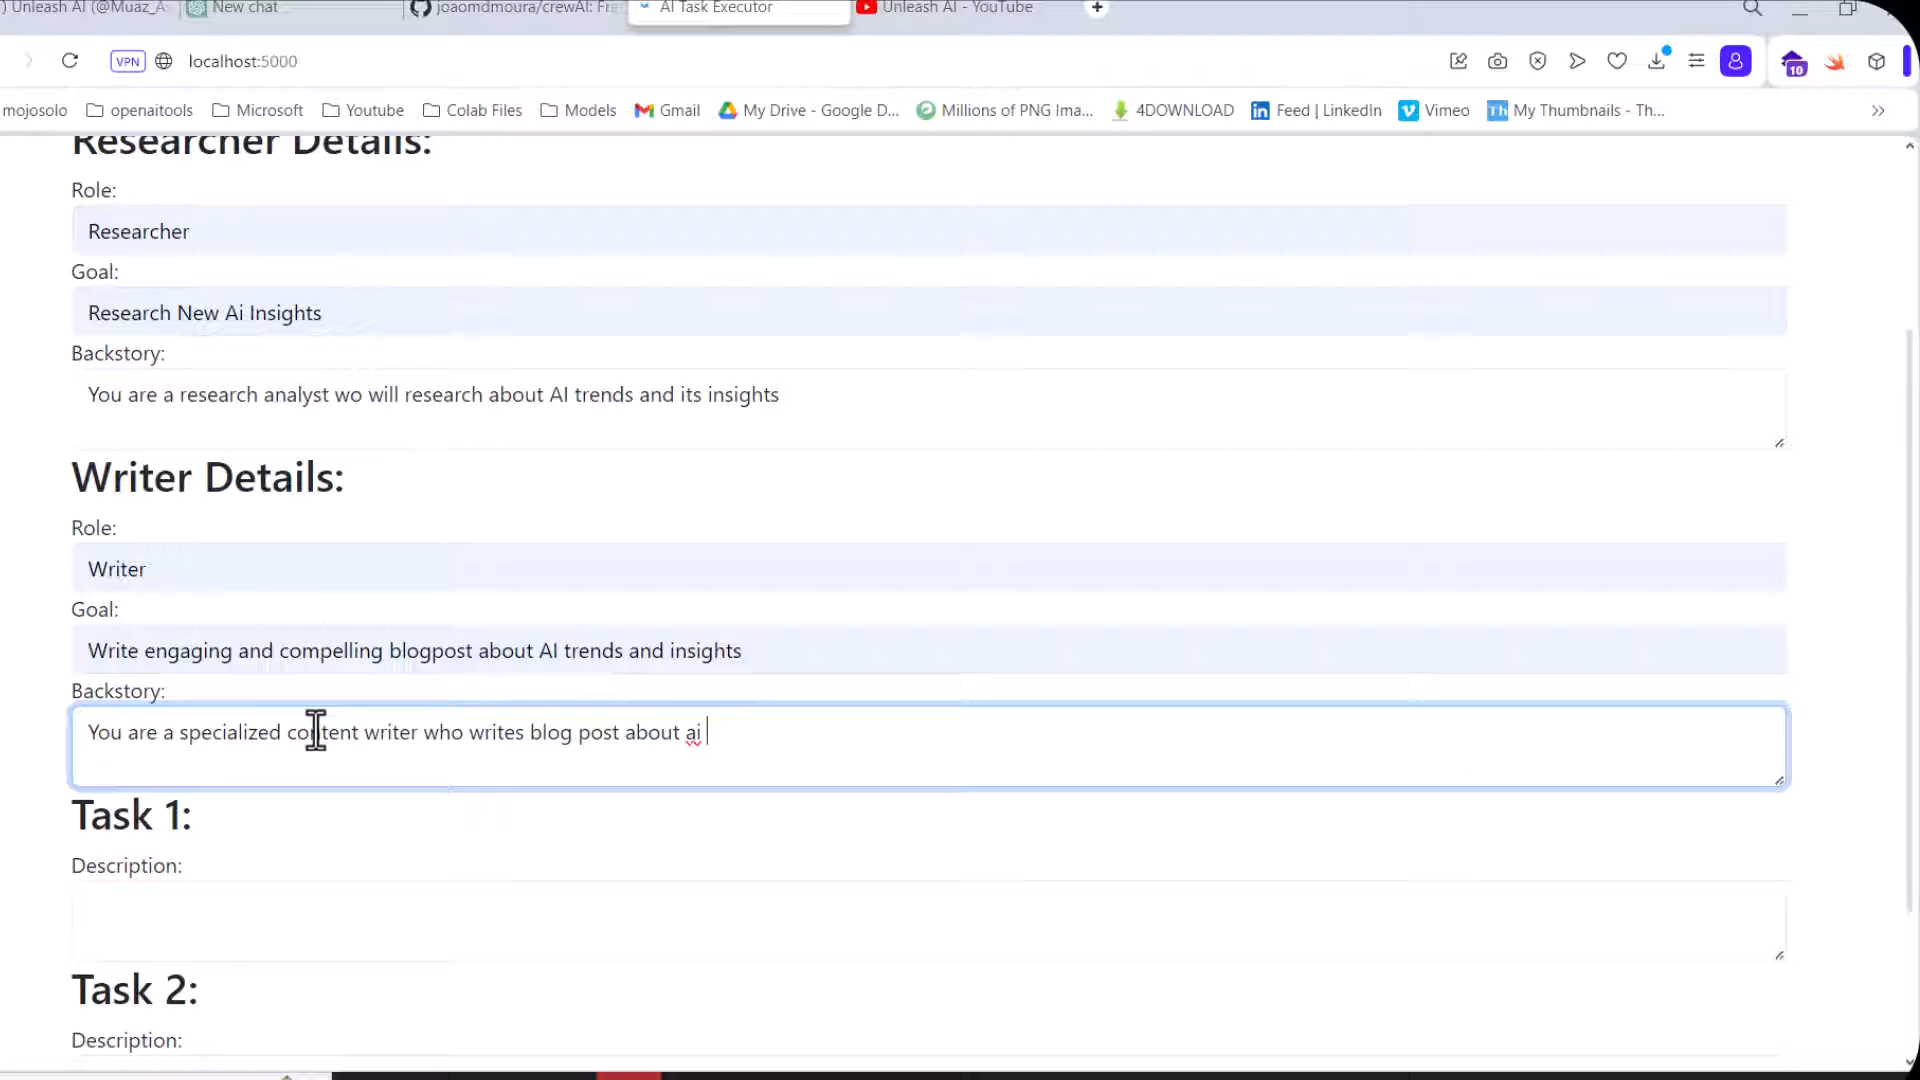 Unleash AI (@Muaz_A
New chat
joaomdmoura/crewAI: Fra
AI Task Executor
Unleash AI - YouTube
VPN
localhost:5000
10
mojosolo
openaitools
Microsoft
Youtube
Colab Files
Models
Gmail
My Drive - Google D...
Millions of PNG Ima...
4DOWNLOAD
Feed | LinkedIn
Vimeo
Th
My Thumbnails - Th...
Researcher Details:
Role:
Researcher
Goal:
Research New Ai Insights
Backstory:
You are a research analyst wo will research about AI trends and its insights
Writer Details:
Role:
Writer
Goal:
Write engaging and compelling blogpost about AI trends and insights
Backstory:
You are a specialized content writer who writes blog post about ai
Task 1:
Description:
Task 2:
Description: